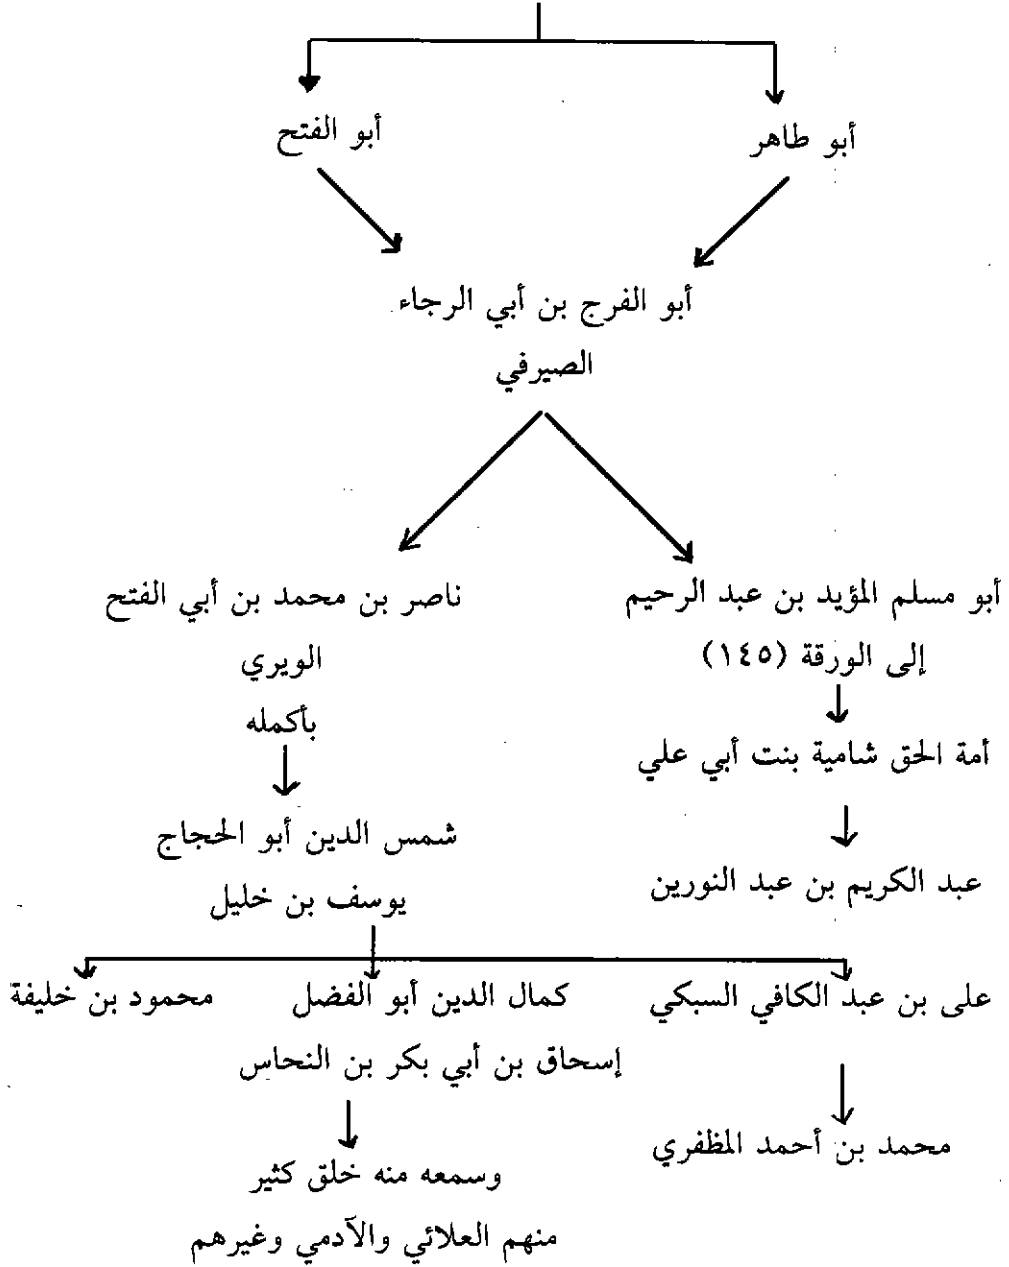 أبو طاهر
أبو الفتح
أبو الفرج بن أبي الرجاء
الصيرفي
أبو مسلم المؤيد بن عبد الرحيم
إلى الورقة (١٤٥)
ناصر بن محمد بن أبي الفتح
الويري
بأكمله
أمة الحق شامية بنت أبي علي
شمس الدين أبو الحجاج
يوسف بن خليل
عبد الكريم بن عبد النورين
على بن عبد الكافي السبكي
كمال الدين أبو الفضل
إسحاق بن أبي بكر بن النحاس
محمود بن خليفة
محمد بن أحمد المظفري
وسمعه منه خلق كثير
منهم العلائي والآدمي وغيرهم